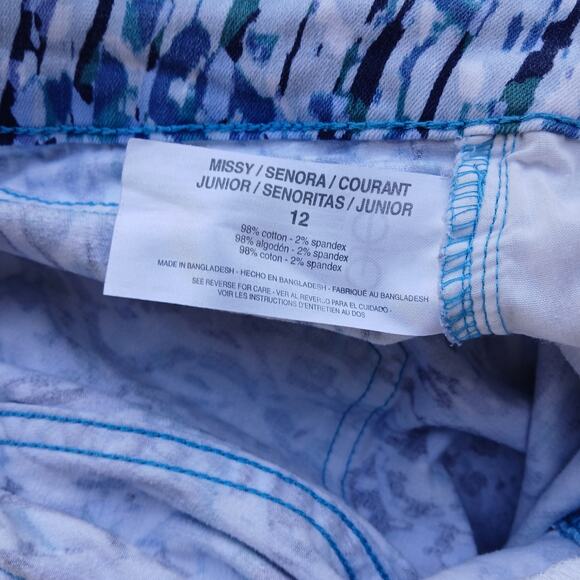 MISSY / SENORA / COURANT
JUNIOR / SENORITAS / JUNIOR
12
98% cotton - 2% spandex
98% algodón - 2% spandex
98% coton - 2% spandex
MADE IN BANGLADESH - HECHO EN BANGLADESH - FABRIQUÉ AU BANGLADESH
SEE REVERSE FOR CARE - VER AL REVERSO PARA EL CUIDADO -
VOIR LES INSTRUCTIONS D'ENTRETIEN AU DOS